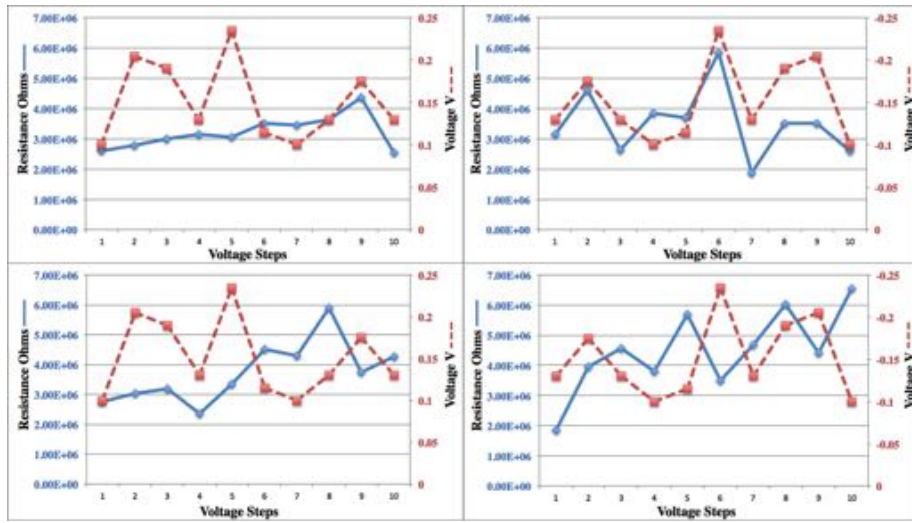 Resistance Ohms
7.00E+06
6.00E+06
5.00E+06
4.00E+06
3.00E+06
2.00E+06
1.00E+06
0.00E+00
1 2 3 4 5 6 7 8 9 10
Voltage Steps
0.25
0.2
0.15
0.1
0.05
0
Voltage V
Resistance Ohms
7.00E+06
6.00E+06
5.00E+06
4.00E+06
3.00E+06
2.00E+06
1.00E+06
0.00E+00
1 2 3 4 5 6 7 8 9 10
Voltage Steps
-0.25
-0.2
-0.15
-0.1
-0.05
0
Voltage V
Resistance Ohms
7.00E+06
6.00E+06
5.00E+06
4.00E+06
3.00E+06
2.00E+06
1.00E+06
0.00E+00
1 2 3 4 5 6 7 8 9 10
Voltage Steps
0.25
0.2
0.15
0.1
0.05
0
Voltage V
Resistance Ohms
7.00E+06
6.00E+06
5.00E+06
4.00E+06
3.00E+06
2.00E+06
1.00E+06
0.00E+00
1 2 3 4 5 6 7 8 9 10
Voltage Steps
-0.25
-0.2
-0.15
-0.1
-0.05
0
Voltage V